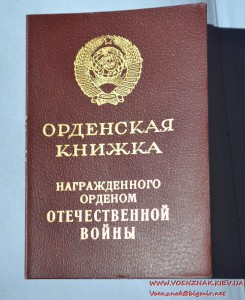 ОРДЕНСКАЯ
КНИЖКА
НАГРАЖДЕННОГО
ОРДЕНОМ
ОТЕЧЕСТВЕННОЙ
ВОЙНЫ
WWW.VOENZNAK.KIEV.UA
Voenznak@bigmir.net